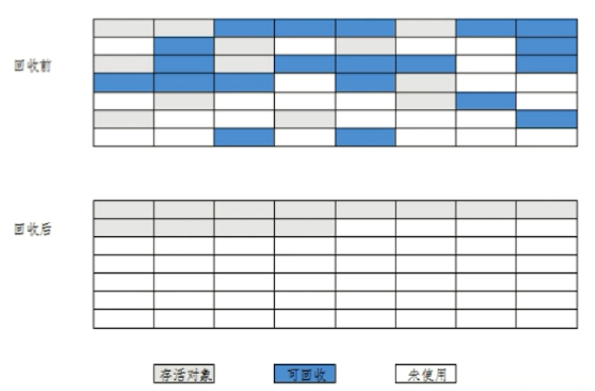 回收前
回收后
存活对象
可回收
未使用